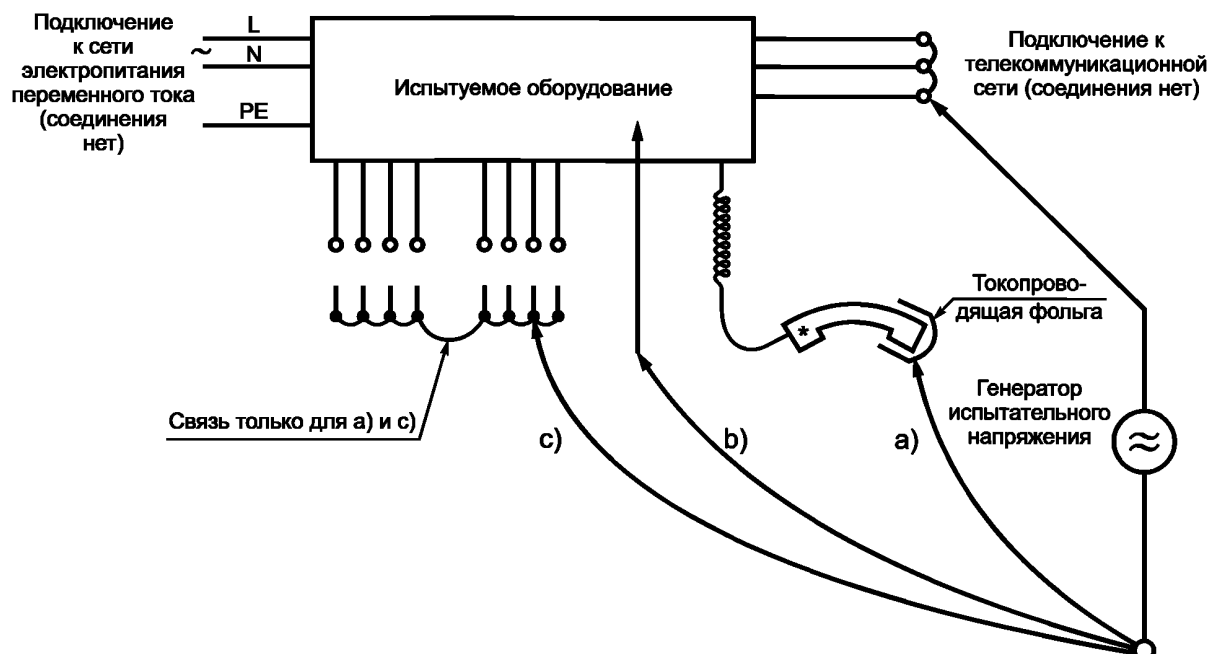 Подключение
к сети
электропитания
переменного тока
(соединения
нет)
L
~
N
PE
Испытуемое оборудование
Подключение к
телекоммуникационной
сети (соединения нет)
Токопрово-
дящая фольга
*
Генератор
испытательного
напряжения
≈
Связь только для a) и c)
c)
b)
a)